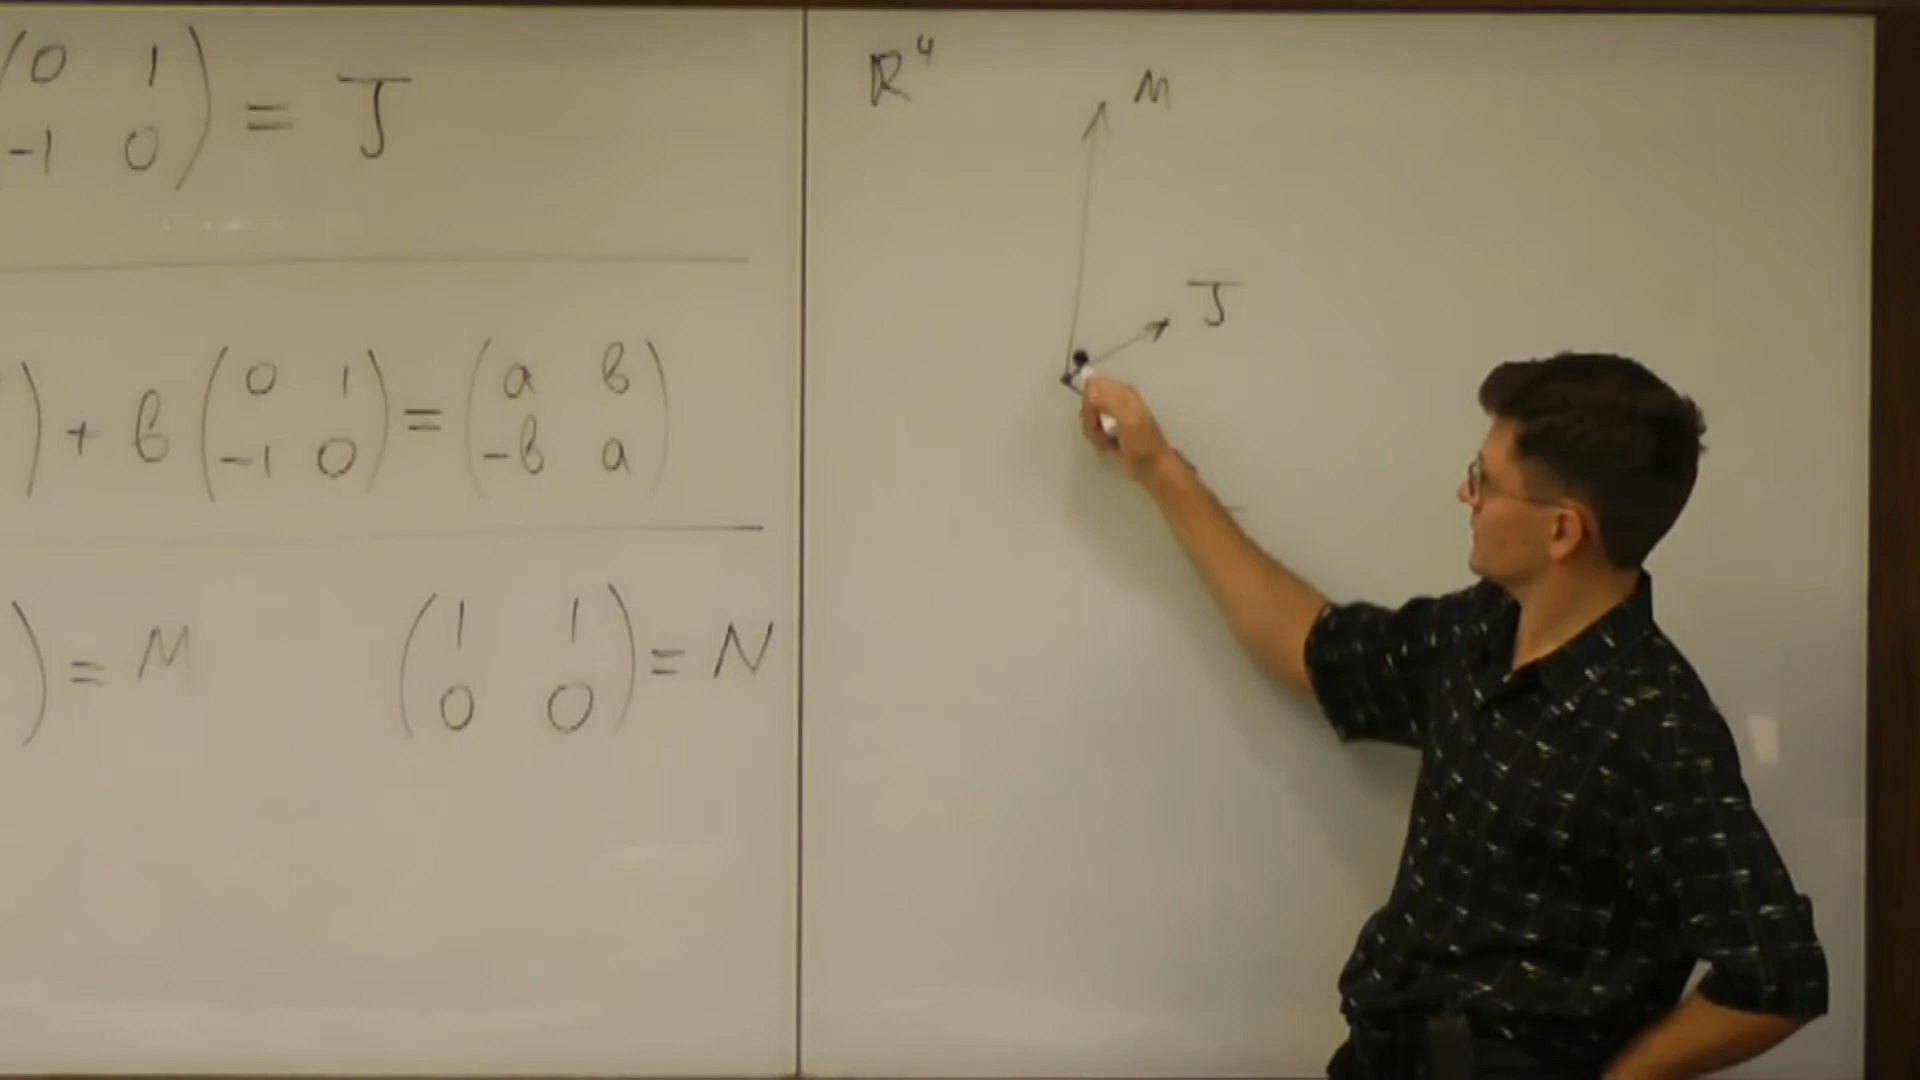 (0 1
-1 0) = J
) + b (0 1
-1 0) = (a b
-b a)
) = M
(1 1
0 0) = N
ℝ⁴
M
J